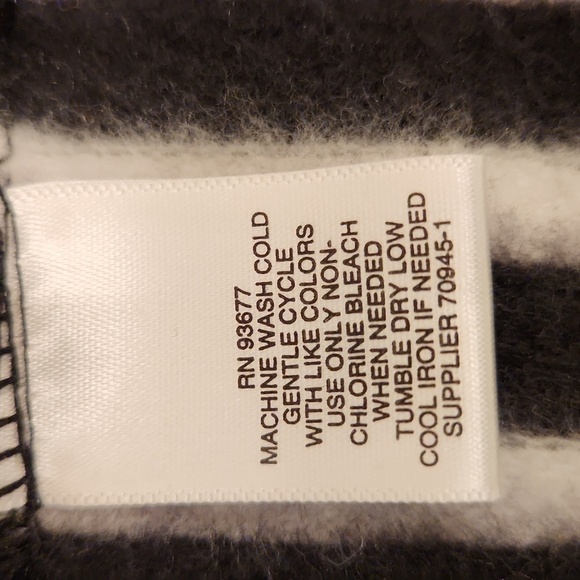 RN 93677
MACHINE WASH COLD
GENTLE CYCLE
WITH LIKE COLORS
USE ONLY NON-
CHLORINE BLEACH
WHEN NEEDED
TUMBLE DRY LOW
COOL IRON IF NEEDED
SUPPLIER 70945-1